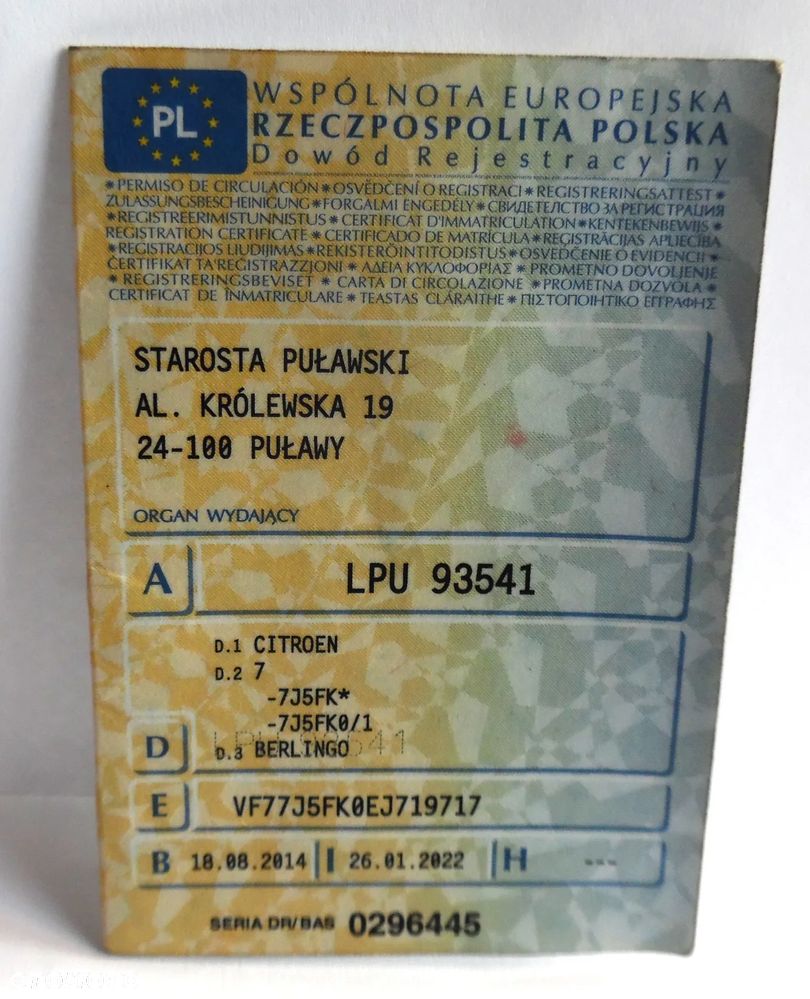 PL
WSPÓLNOTA EUROPEJSKA
RZECZPOSPOLITA POLSKA
Dowód Rejestracyjny
*PERMISO DE CIRCULACIÓN*OSVĚDČENÍ O REGISTRACI*REGISTRERINGSATTEST*
ZULASSUNGSBESCHEINIGUNG*FORGALMI ENGEDÉLY*СВИДЕТЕЛСТВО ЗА РЕГИСТРАЦИЯ
*REGISTREERIMISTUNNISTUS*CERTIFICAT D'IMMATRICULATION*KENTEKENBEWIJS*
REGISTRATION CERTIFICATE*CERTIFICADO DE MATRÍCULA*REĢISTRĀCIJAS APLIECĪBA
*REGISTRACIJOS LIUDIJIMAS*REKISTERÖINTITODISTUS*OSVEDČENIE O EVIDENCII*
ĊERTIFIKAT TA'REĠISTRAZZJONI*ΑΔΕΙΑ ΚΥΚΛΟΦΟΡΙΑΣ*PROMETNO DOVOLJENJE
*REGISTRERINGSBEVISET*CARTA DI CIRCOLAZIONE*PROMETNA DOZVOLA*
CERTIFICAT DE ÎNMATRICULARE*TEASTAS CLÁRAITHE*ΠΙΣΤΟΠΟΙΗΤΙΚΟ ΕΓΓΡΑΦΗΣ
STAROSTA PUŁAWSKI
AL. KRÓLEWSKA 19
24-100 PUŁAWY
ORGAN WYDAJĄCY
A LPU 93541
D.1 CITROEN
D.2 7
-7J5FK*
-7J5FK0/1
D D.3 BERLINGO
LPU 93541
E VF77J5FK0EJ719717
B 18.08.2014 I 26.01.2022 H ---
SERIA DR/BAS 0296445